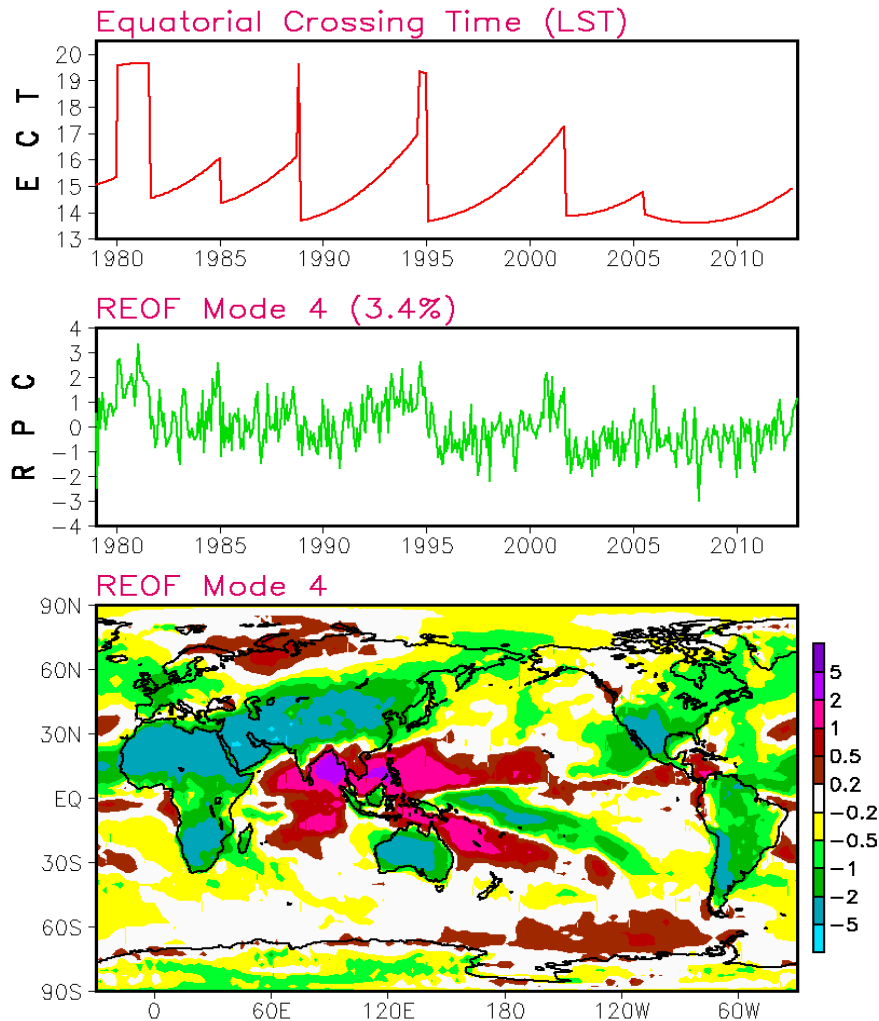 Equatorial Crossing Time (LST)
E C T
20
19
18
17
16
15
14
13
1980 1985 1990 1995 2000 2005 2010
REOF Mode 4 (3.4%)
R P C
4
3
2
1
0
−1
−2
−3
−4
1980 1985 1990 1995 2000 2005 2010
REOF Mode 4
90N
60N
30N
EQ
30S
60S
90S
0 60E 120E 180 120W 60W
5
2
1
0.5
0.2
−0.2
−0.5
−1
−2
−5